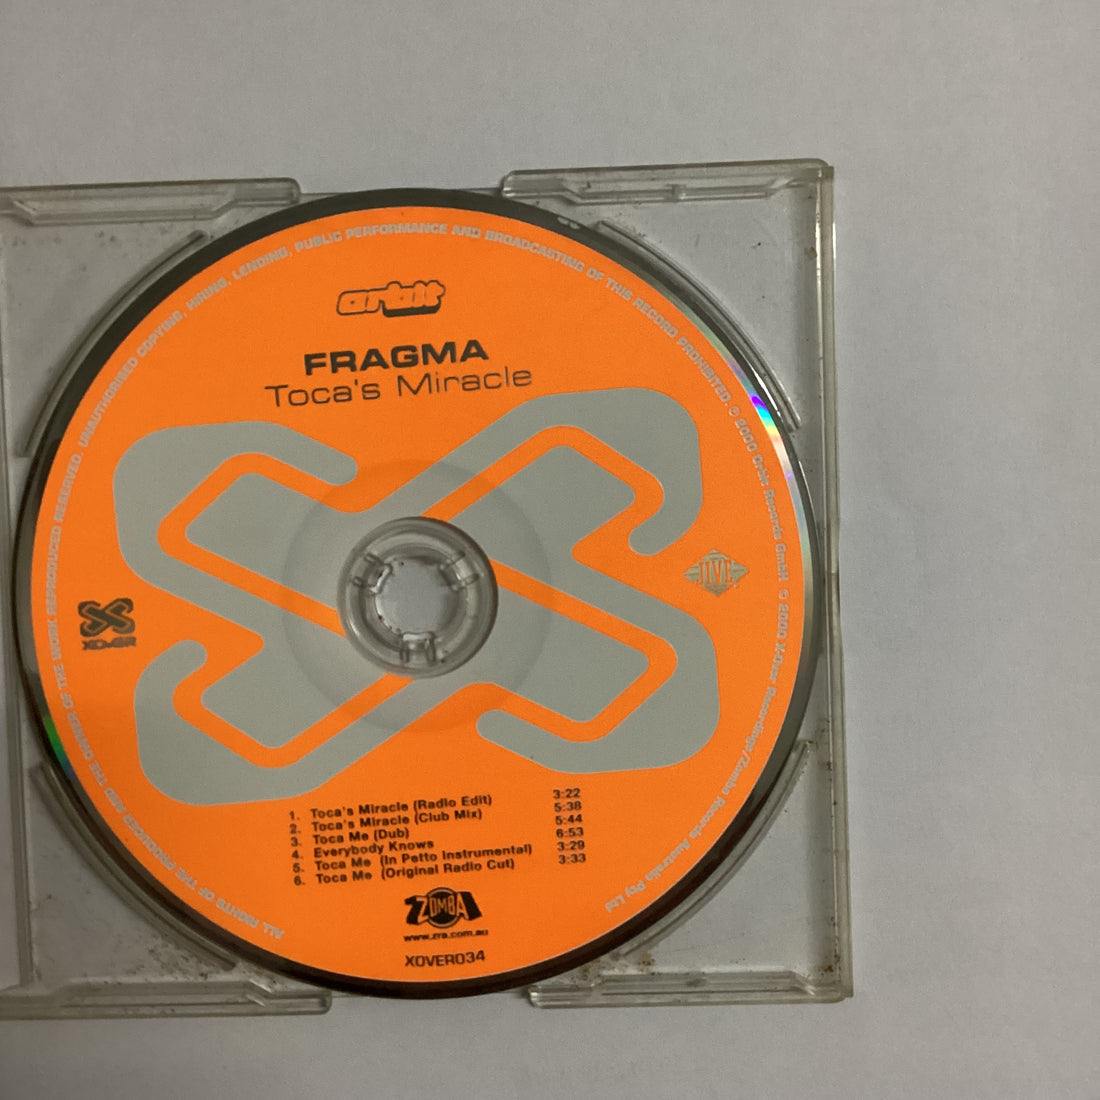 orbit
FRAGMA
Toca's Miracle
JIVE
XOVER
1. Toca's Miracle (Radio Edit) 3:22
2. Toca's Miracle (Club Mix) 5:38
3. Toca Me (Dub) 5:44
4. Everybody Knows 6:53
5. Toca Me (In Petto Instrumental) 3:29
6. Toca Me (Original Radio Cut) 3:33
ZOMBA
www.zra.com.au
XOVER034
ALL RIGHTS OF THE PRODUCER AND THE OWNER OF THE WORK REPRODUCED RESERVED. UNAUTHORISED COPYING, HIRING, LENDING, PUBLIC PERFORMANCE AND BROADCASTING OF THIS RECORD PROHIBITED. ℗ 2000 Orbit Records GmbH © 2000 X-over Recordings/Zomba Records Australia Pty Ltd